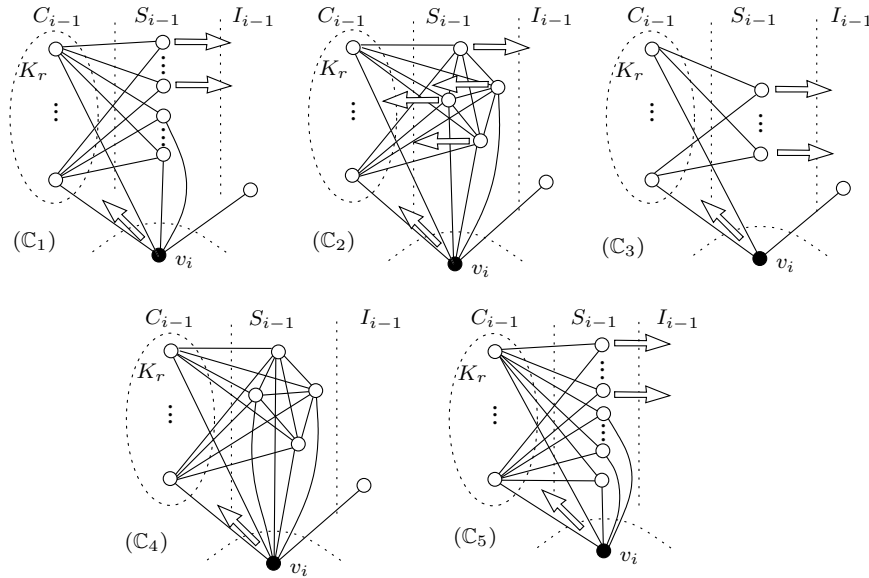 C_{i−1} S_{i−1} I_{i−1}
K_r
(ℂ_1)
v_i
C_{i−1} S_{i−1} I_{i−1}
K_r
(ℂ_2)
v_i
C_{i−1} S_{i−1} I_{i−1}
K_r
(ℂ_3)
v_i
C_{i−1} S_{i−1} I_{i−1}
K_r
(ℂ_4)
v_i
C_{i−1} S_{i−1} I_{i−1}
K_r
(ℂ_5)
v_i